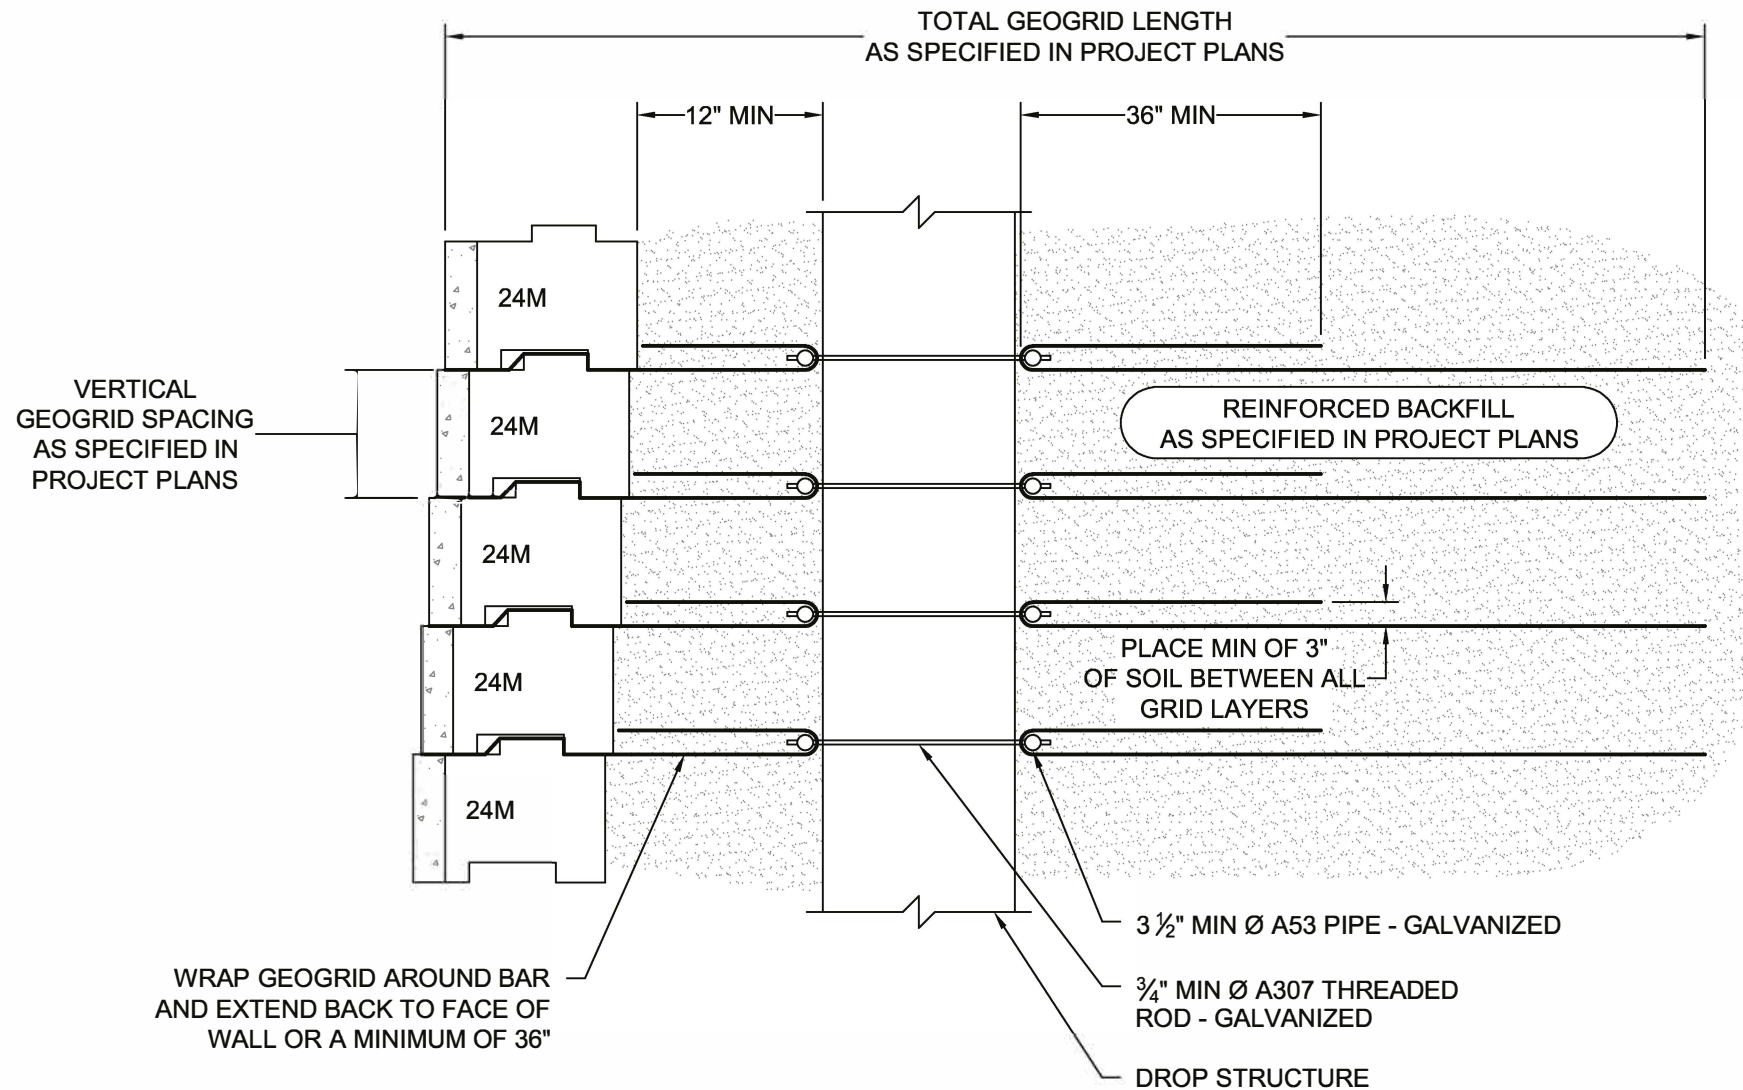 TOTAL GEOGRID LENGTH
AS SPECIFIED IN PROJECT PLANS
12" MIN
36" MIN
24M
VERTICAL
GEOGRID SPACING
AS SPECIFIED IN
PROJECT PLANS
24M
REINFORCED BACKFILL
AS SPECIFIED IN PROJECT PLANS
24M
PLACE MIN OF 3"
OF SOIL BETWEEN ALL
GRID LAYERS
24M
24M
3 ½" MIN Ø A53 PIPE - GALVANIZED
WRAP GEOGRID AROUND BAR
AND EXTEND BACK TO FACE OF
WALL OR A MINIMUM OF 36"
¾" MIN Ø A307 THREADED
ROD - GALVANIZED
DROP STRUCTURE